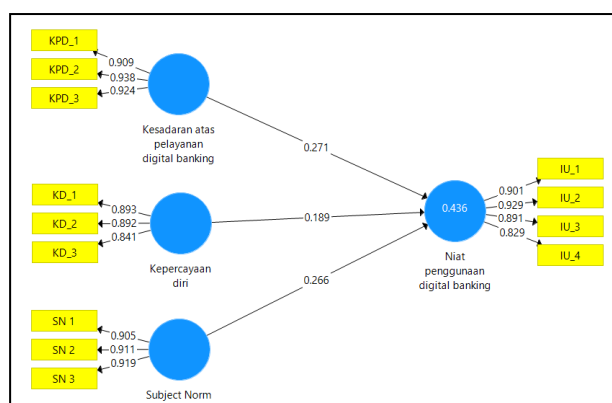 KPD_1
KPD_2
KPD_3
0.909
0.938
0.924
Kesadaran atas
pelayanan
digital banking
0.271
KD_1
KD_2
KD_3
0.893
0.892
0.841
Kepercayaan
diri
0.189
SN 1
SN 2
SN 3
0.905
0.911
0.919
Subject Norm
0.266
0.436
Niat
penggunaan
digital banking
0.901
0.929
0.891
0.829
IU_1
IU_2
IU_3
IU_4